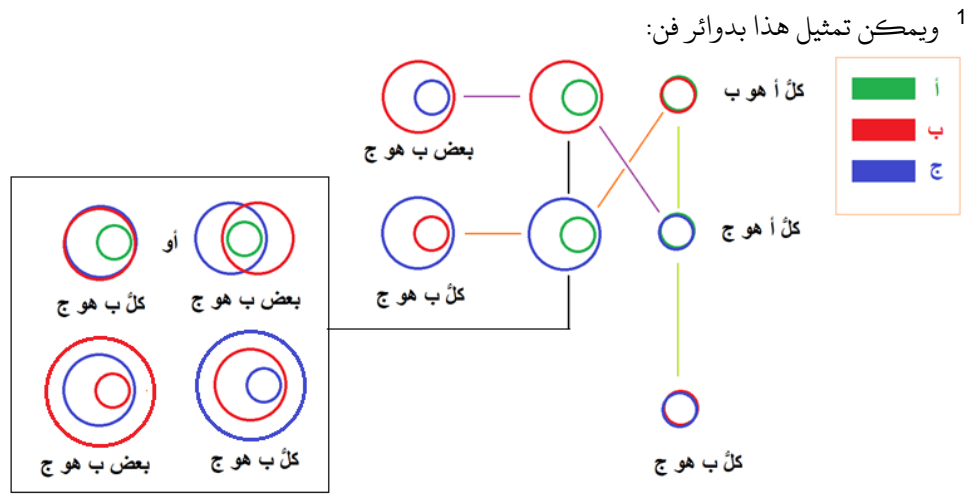 1 ويمكن تمثيل هذا بدوائر فن:
أ
ب
ج
كلُّ أ هو ب
بعض ب هو ج
كلُّ أ هو ج
كلُّ ب هو ج
كلُّ ب هو ج
أو
بعض ب هو ج
كلُّ ب هو ج
كلُّ ب هو ج
بعض ب هو ج